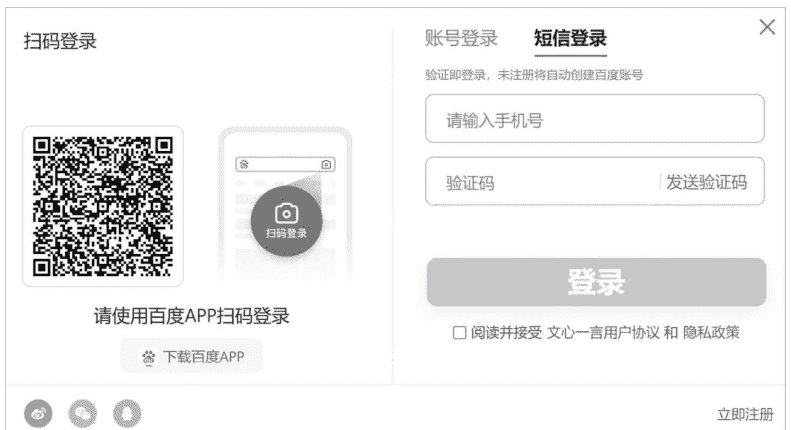 扫码登录
扫码登录
请使用百度APP扫码登录
下载百度APP
账号登录 短信登录
验证即登录，未注册将自动创建百度账号
请输入手机号
验证码 发送验证码
登录
阅读并接受 文心一言用户协议 和 隐私政策
立即注册